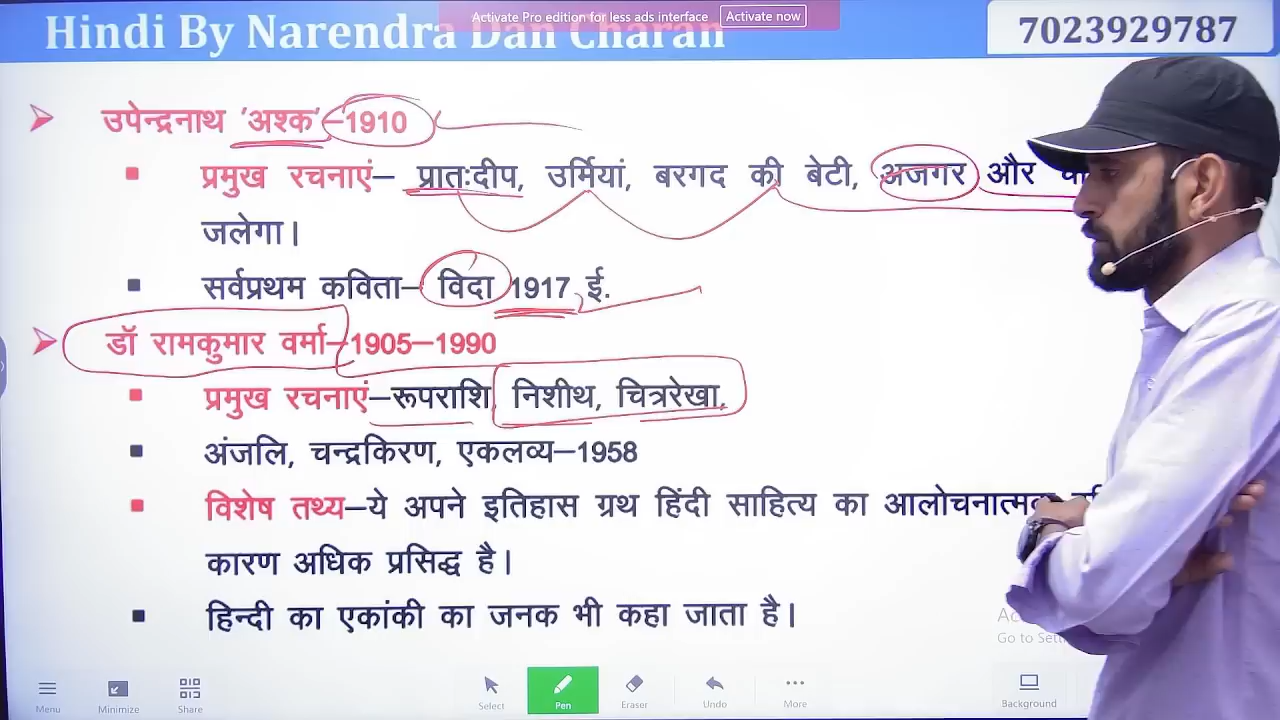 Activate Pro edition for less ads interface Activate now
Hindi By Narendra Dan Charan
7023929787
उपेन्द्रनाथ 'अश्क'–1910
प्रमुख रचनाएं– प्रातःदीप, उर्मियां, बरगद की बेटी, अजगर और
जलेगा।
सर्वप्रथम कविता– विदा 1917 ई.
डॉ रामकुमार वर्मा–1905–1990
प्रमुख रचनाएं–रूपराशि निशीथ, चित्ररेखा,
अंजलि, चन्द्रकिरण, एकलव्य–1958
विशेष तथ्य–ये अपने इतिहास ग्रथ हिंदी साहित्य का
कारण अधिक प्रसिद्ध है।
हिन्दी का एकांकी का जनक भी कहा जाता है।
Go to
Menu Minimize Share Select Pen Eraser Undo More Background